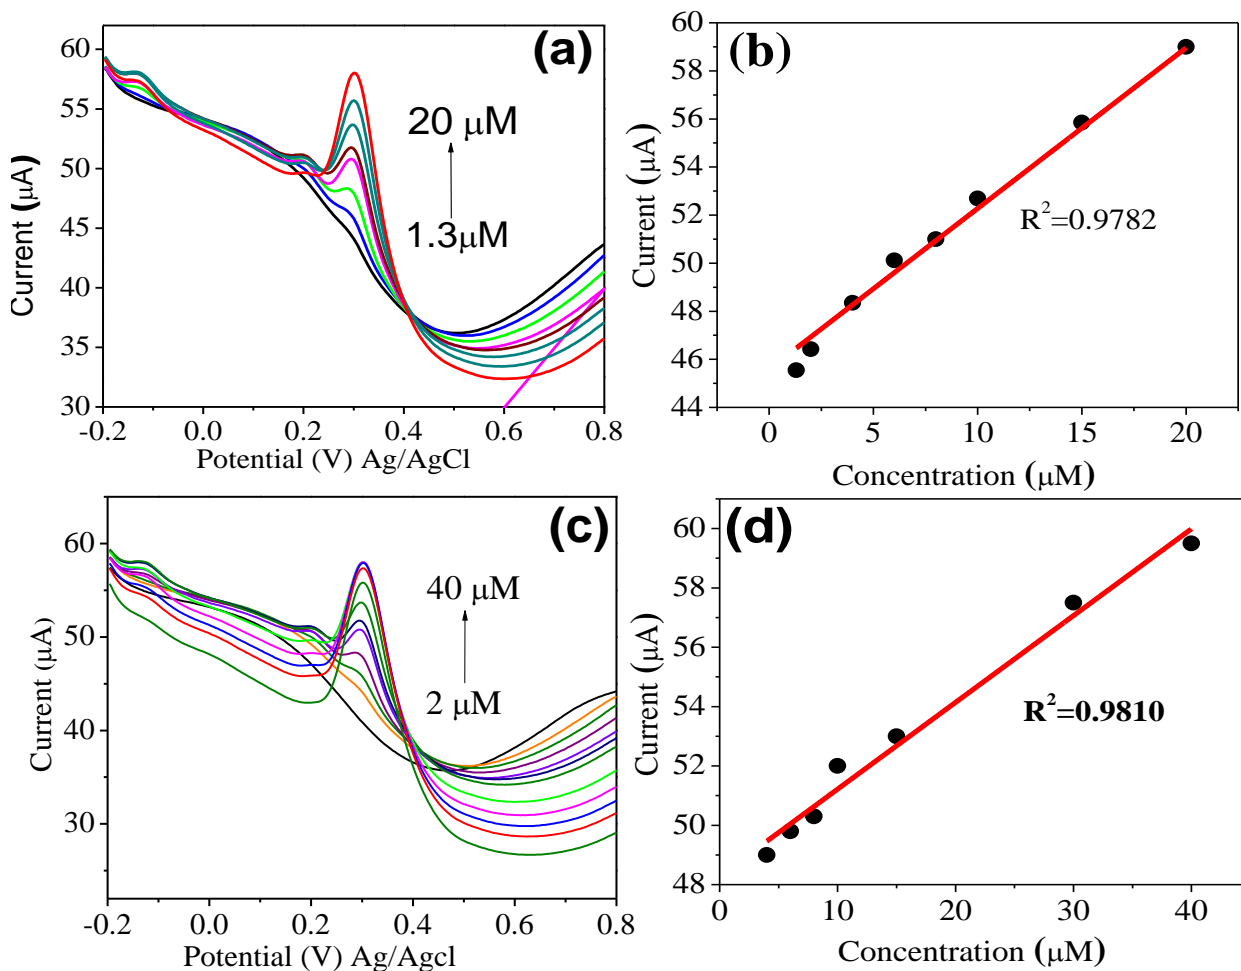 (a)
60
55
50
45
40
35
30
-0.2 0.0 0.2 0.4 0.6 0.8
Current (μA)
Potential (V) Ag/AgCl
20 μM
1.3μM
(b)
60
58
56
54
52
50
48
46
44
0 5 10 15 20
Current (μA)
Concentration (μM)
R²=0.9782
(c)
60
50
40
30
-0.2 0.0 0.2 0.4 0.6 0.8
Current (μA)
Potential (V) Ag/Agcl
40 μM
2 μM
(d)
60
58
56
54
52
50
48
0 10 20 30 40
Current (μA)
Concentration (μM)
R²=0.9810